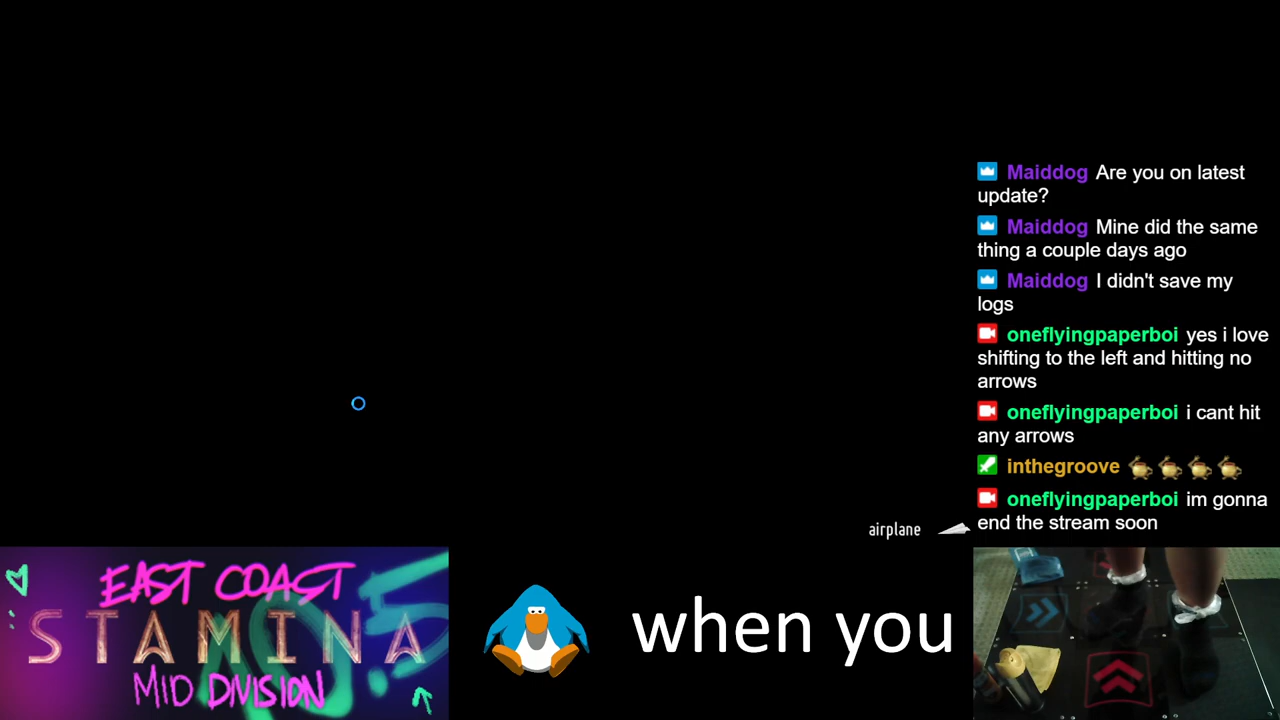 Maiddog Are you on latest
update?
Maiddog Mine did the same
thing a couple days ago
Maiddog I didn't save my
logs
oneflyingpaperboi yes i love
shifting to the left and hitting no
arrows
oneflyingpaperboi i cant hit
any arrows
inthegroove
oneflyingpaperboi im gonna
end the stream soon
airplane
EAST COAST
STAMINA
10.5
MID DIVISION
when you